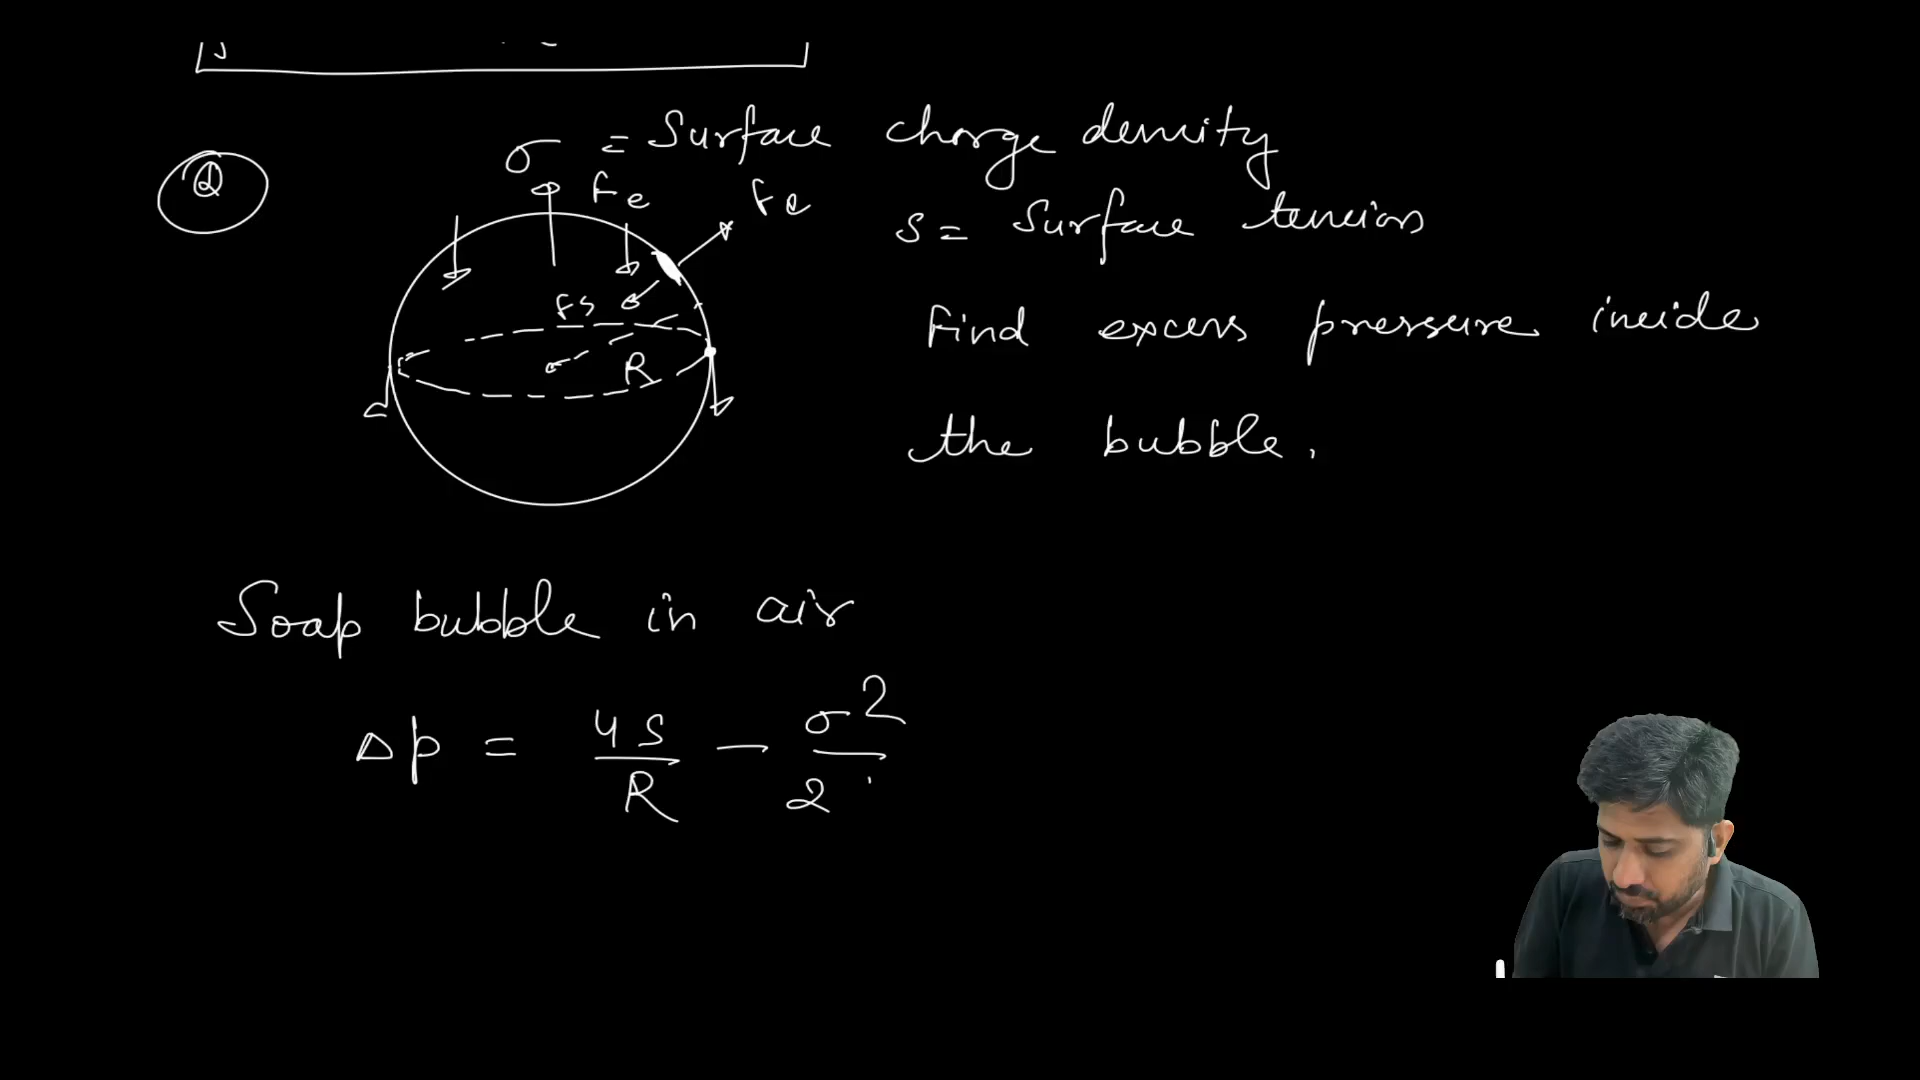 Q
σ = Surface charge density
Fe Fe
S = Surface tension
FS
R
Find excess pressure inside
the bubble.
Soap bubble in air
Δp = 4S/R - σ²/2